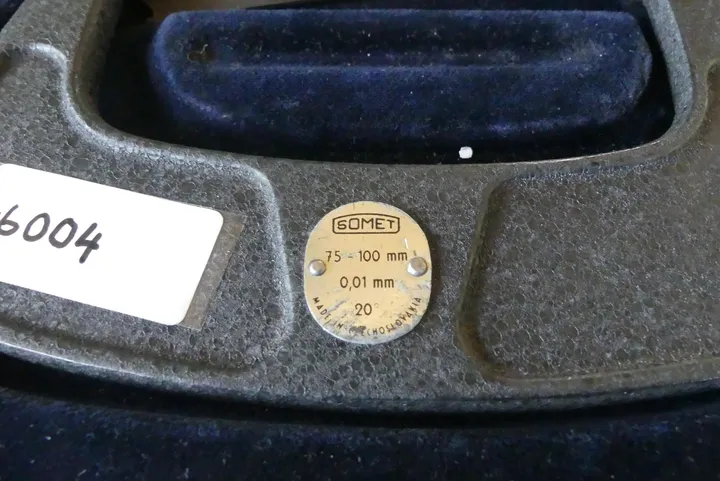 6004
SOMET
75 - 100 mm
0,01 mm
20°
MADE IN CZECHOSLOVAKIA